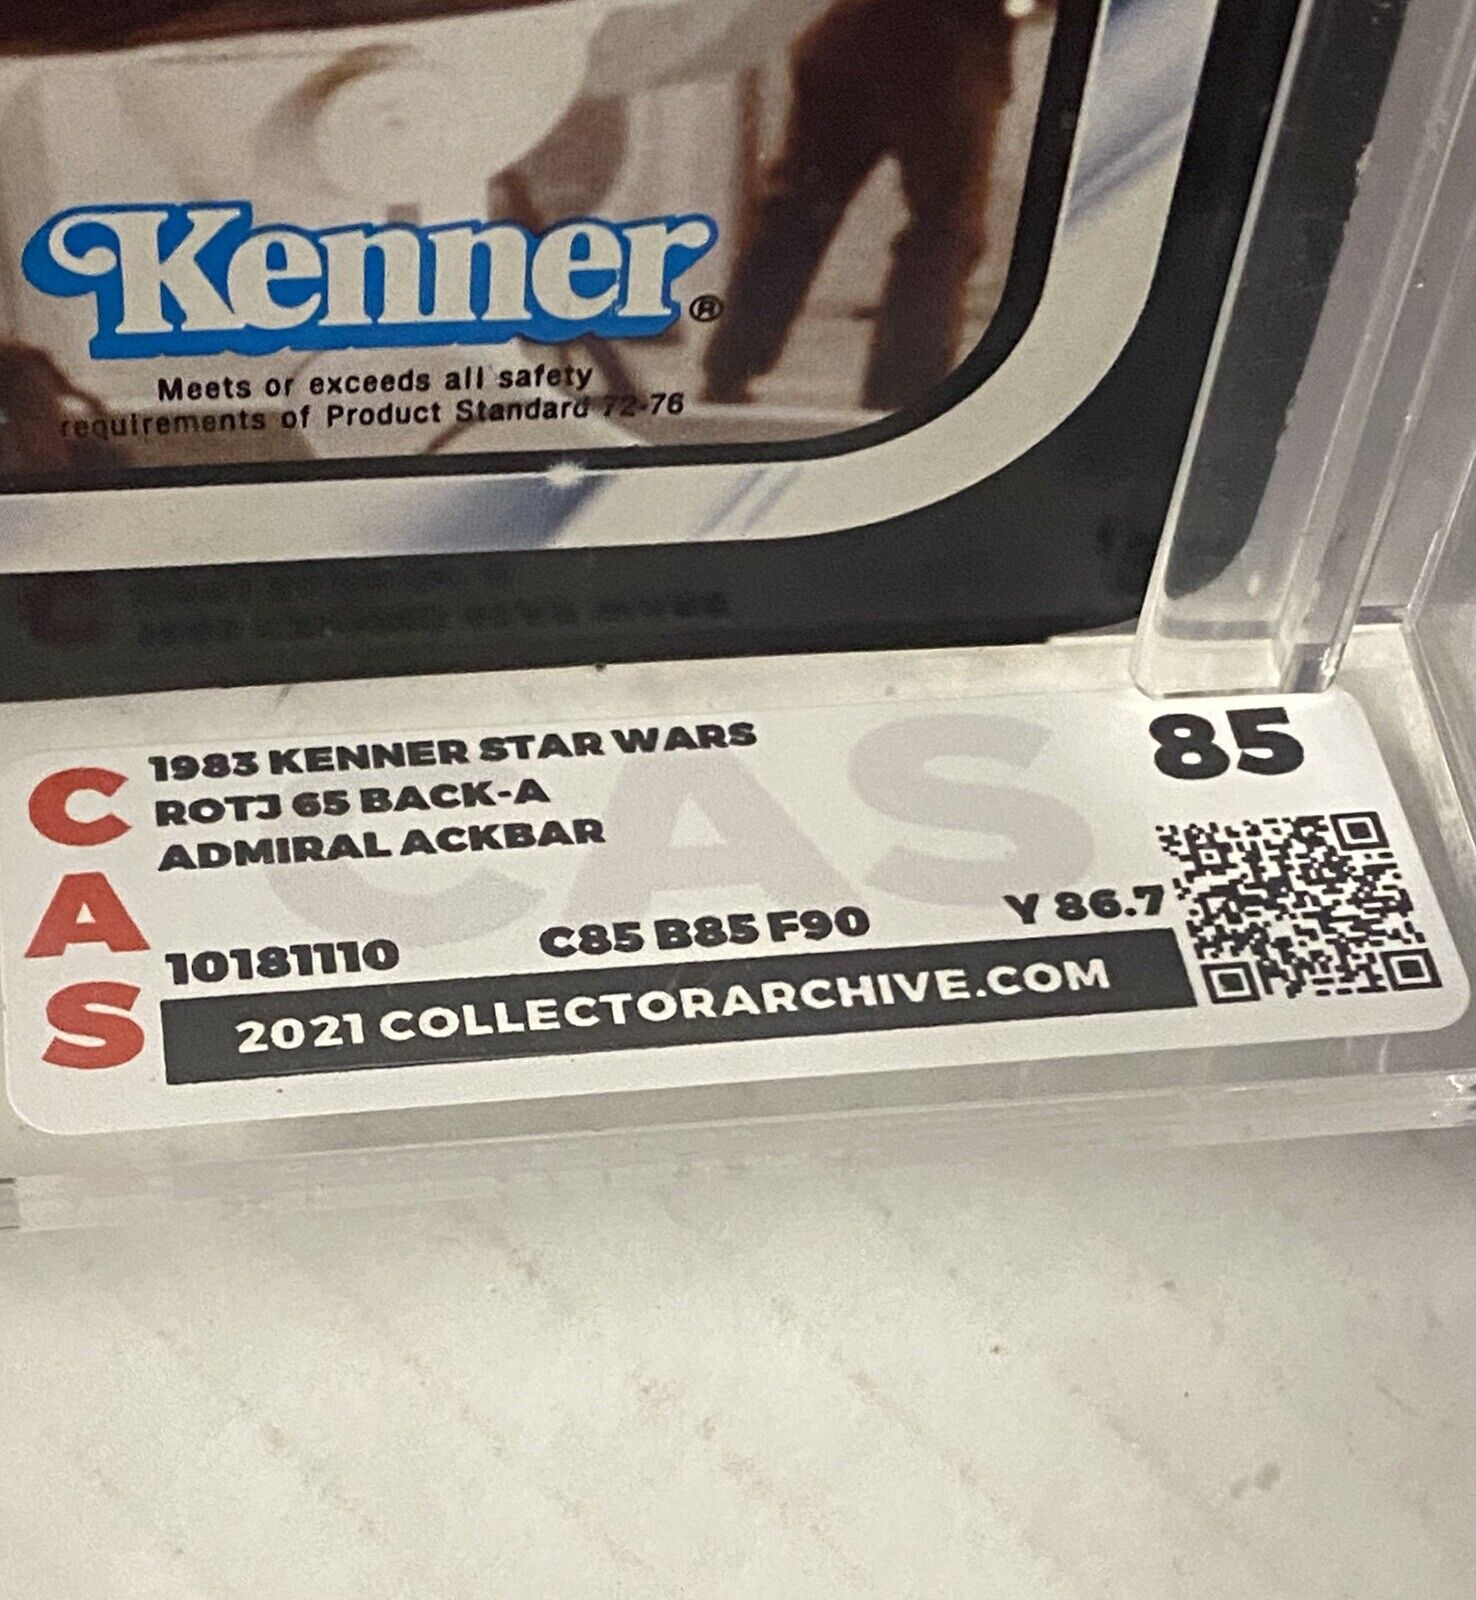 Kenner®
Meets or exceeds all safety
requirements of Product Standard 72-76
CAS
1983 KENNER STAR WARS
85
ROTJ 65 BACK-A
ADMIRAL ACKBAR
CAS
10181110 C85 B85 F90 Y 86.7
2021 COLLECTORARCHIVE.COM